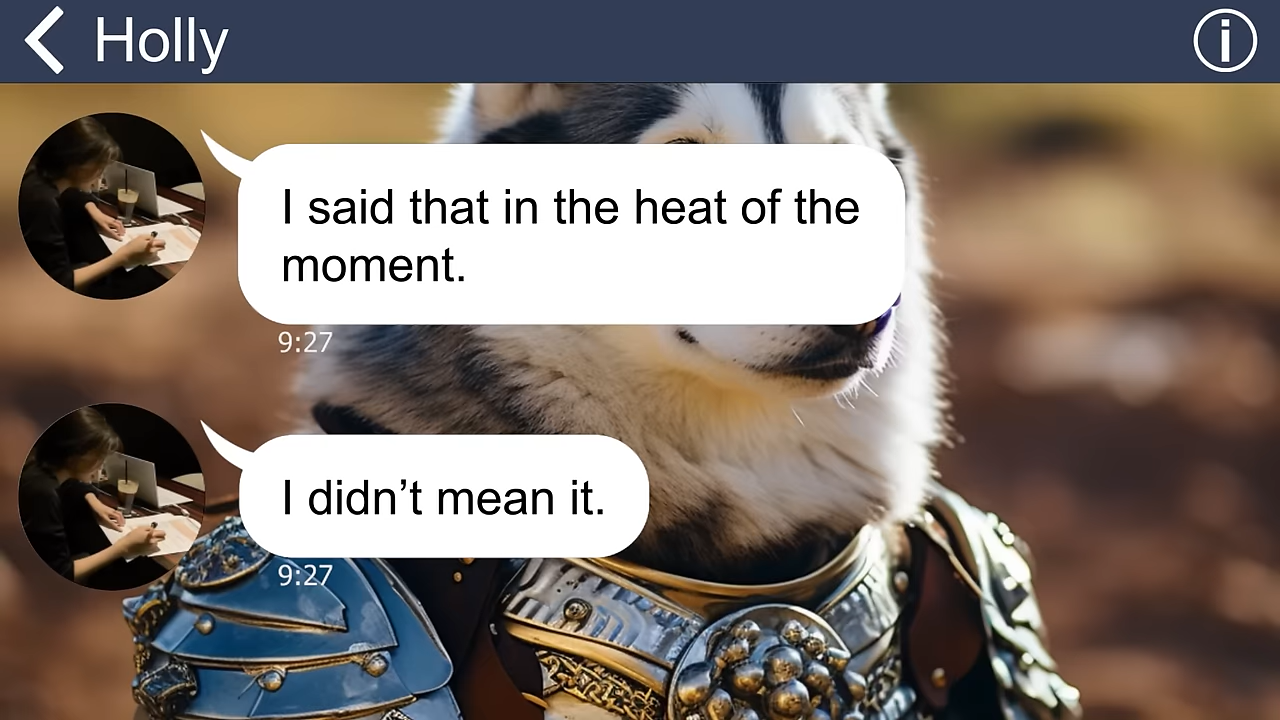 Holly
I said that in the heat of the
moment.
9:27
I didn’t mean it.
9:27